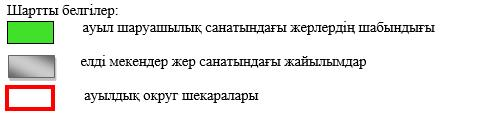 Шартты белгілер:
ауыл шаруашылық санатындағы жерлердің шабындығы
елді мекендер жер санатындағы жайылымдар
ауылдық округ шекаралары